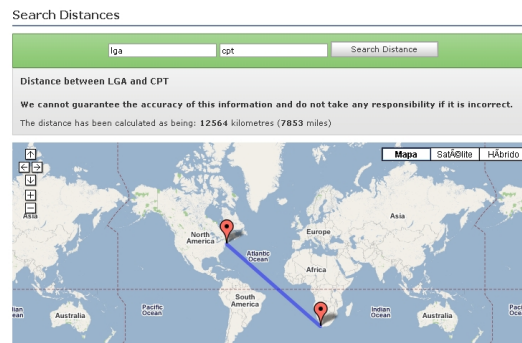 Search Distances
lga cpt Search Distance
Distance between LGA and CPT
We cannot guarantee the accuracy of this information and do not take any responsibility if it is incorrect.
The distance has been calculated as being: 12564 kilometres (7853 miles)
Mapa SatÃ©lite HÃ­brido
Asia
North
America
Atlantic
Ocean
Europe
Asia
Africa
South
America
Pacific
Ocean
Indian
Ocean
Australia
Australia